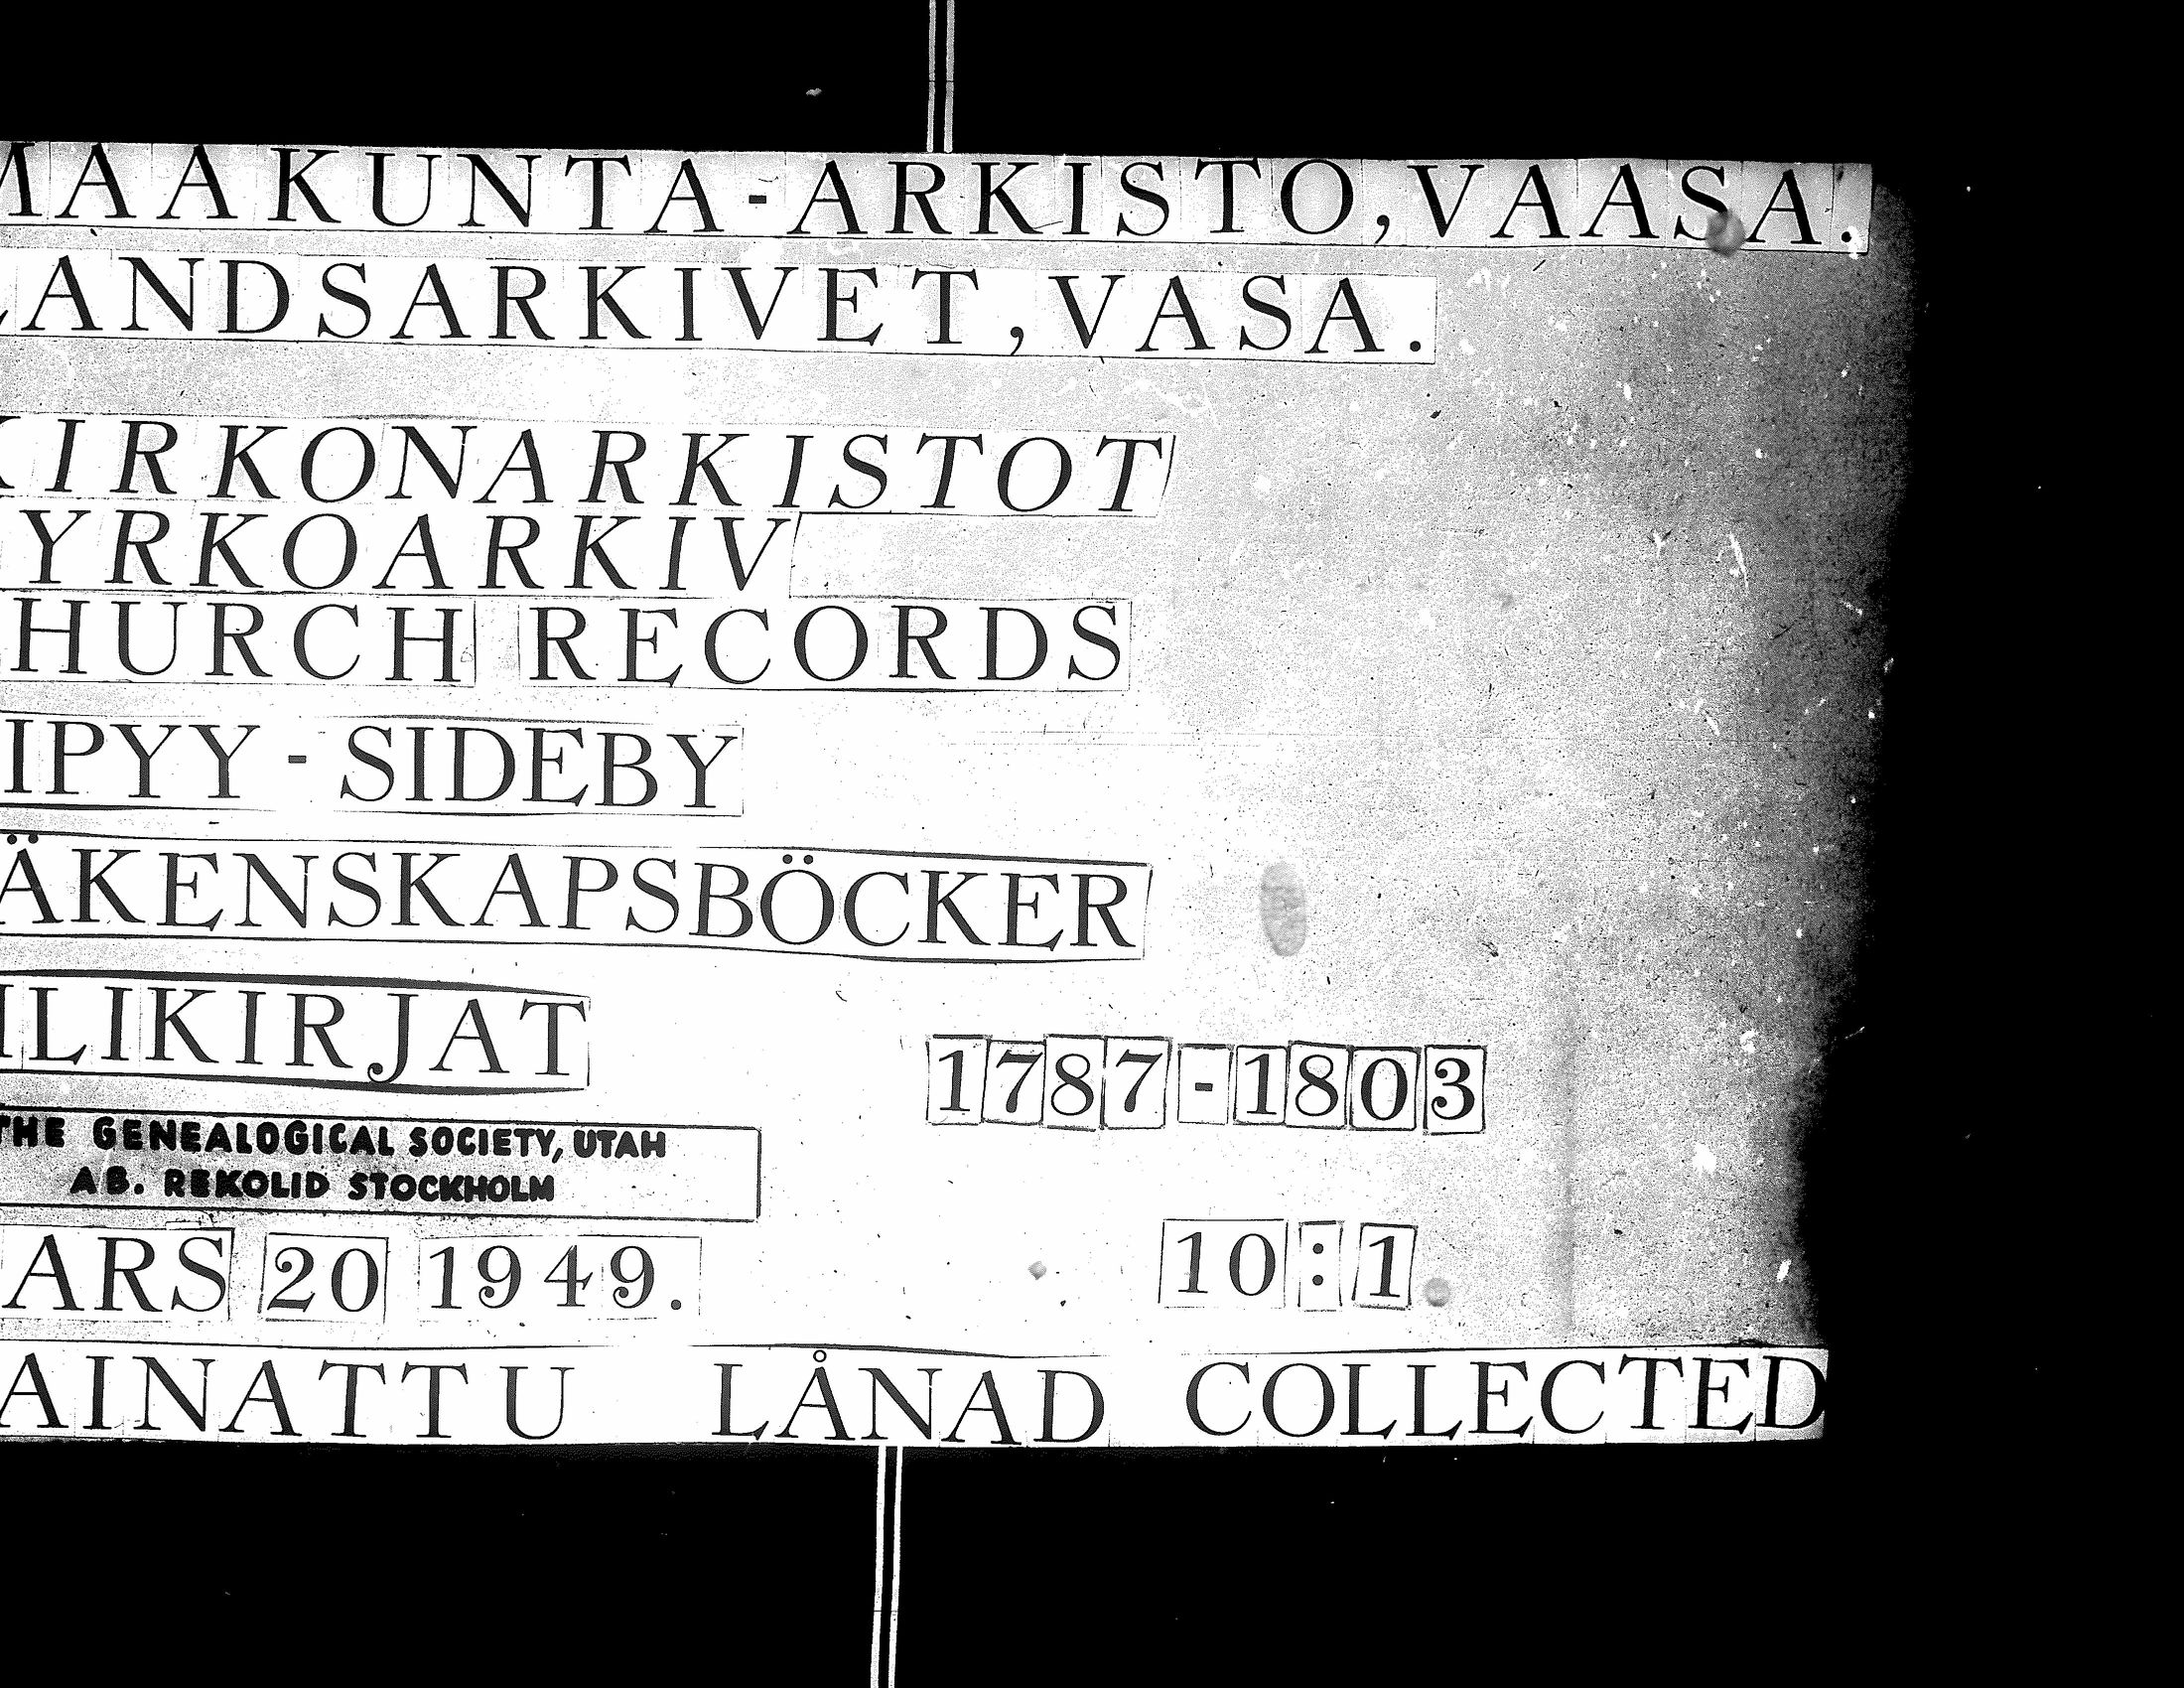 MAAKUNTA-ARKISTO, VAASA.
LANDSARKIVET, VASA.
KIRKONARKISTOT
YRKOARKIV
HURCH RECORDS
IPYY - SIDEBY
ÄKENSKAPSBÖCKER
ILIKIRJAT
1787-1803
THE GENEALOGICAL SOCIETY, UTAH
AB. REKOLID STOCKHOLM
ARS 20 1949.
10:1
AINATTU LÅNAD COLLECTED